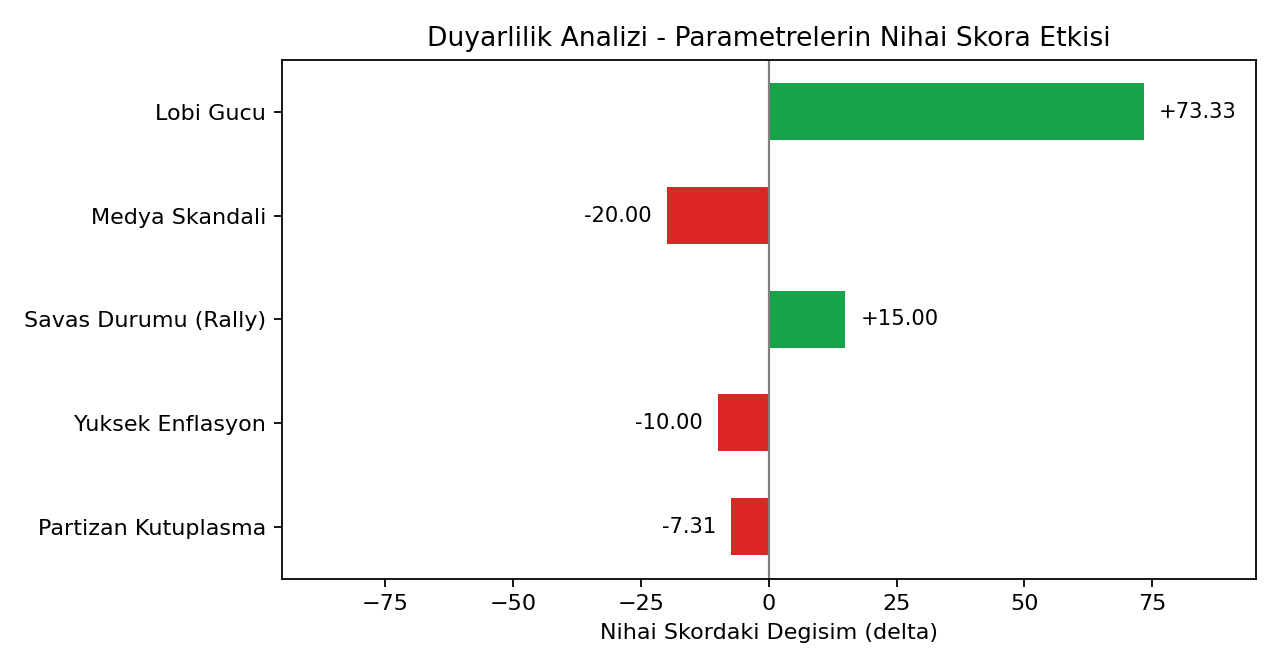 Duyarlilik Analizi - Parametrelerin Nihai Skora Etkisi
Lobi Gucu
+73.33
Medya Skandali
-20.00
Savas Durumu (Rally)
+15.00
Yuksek Enflasyon
-10.00
Partizan Kutuplasma
-7.31
−75 −50 −25 0 25 50 75
Nihai Skordaki Degisim (delta)